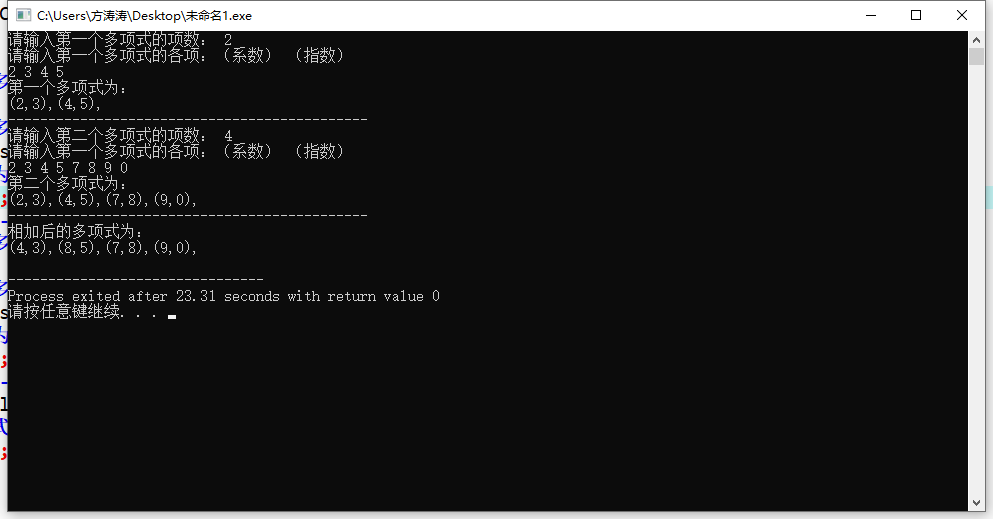 C:\Users\方涛涛\Desktop\未命名1.exe
请输入第一个多项式的项数： 2
请输入第一个多项式的各项：（系数） （指数）
2 3 4 5
第一个多项式为：
(2,3),(4,5),
---------------------------------------------
请输入第二个多项式的项数： 4
请输入第一个多项式的各项：（系数） （指数）
2 3 4 5 7 8 9 0
第二个多项式为：
(2,3),(4,5),(7,8),(9,0),
---------------------------------------------
相加后的多项式为：
(4,3),(8,5),(7,8),(9,0),
--------------------------------
Process exited after 23.31 seconds with return value 0
请按任意键继续. . .